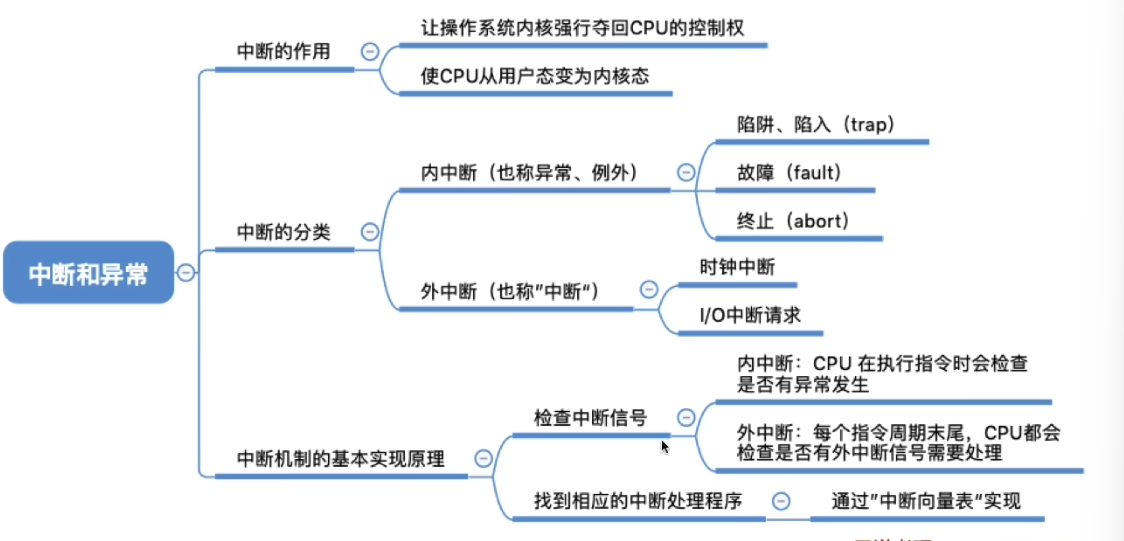 中断和异常
中断的作用
让操作系统内核强行夺回CPU的控制权
使CPU从用户态变为内核态
中断的分类
内中断（也称异常、例外）
陷阱、陷入（trap）
故障（fault）
终止（abort）
外中断（也称”中断“）
时钟中断
I/O中断请求
中断机制的基本实现原理
检查中断信号
内中断：CPU 在执行指令时会检查
是否有异常发生
外中断：每个指令周期末尾，CPU都会
检查是否有外中断信号需要处理
找到相应的中断处理程序
通过”中断向量表“实现